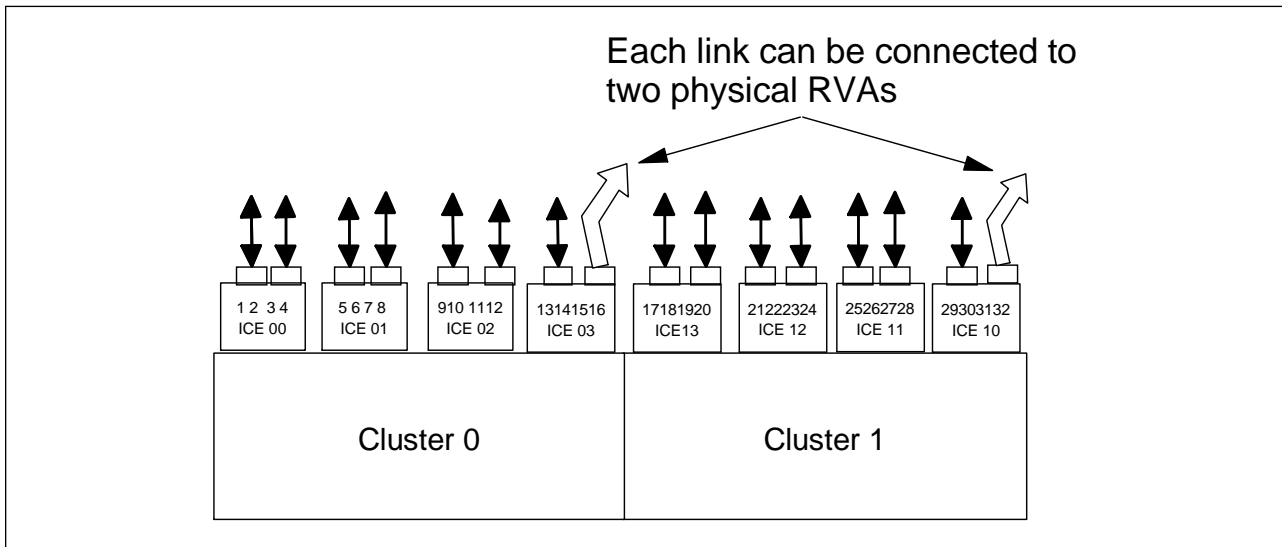 Each link can be connected to
two physical RVAs
1 2 3 4
ICE 00
5 6 7 8
ICE 01
910 1112
ICE 02
13141516
ICE 03
17181920
ICE13
21222324
ICE 12
25262728
ICE 11
29303132
ICE 10
Cluster 0
Cluster 1